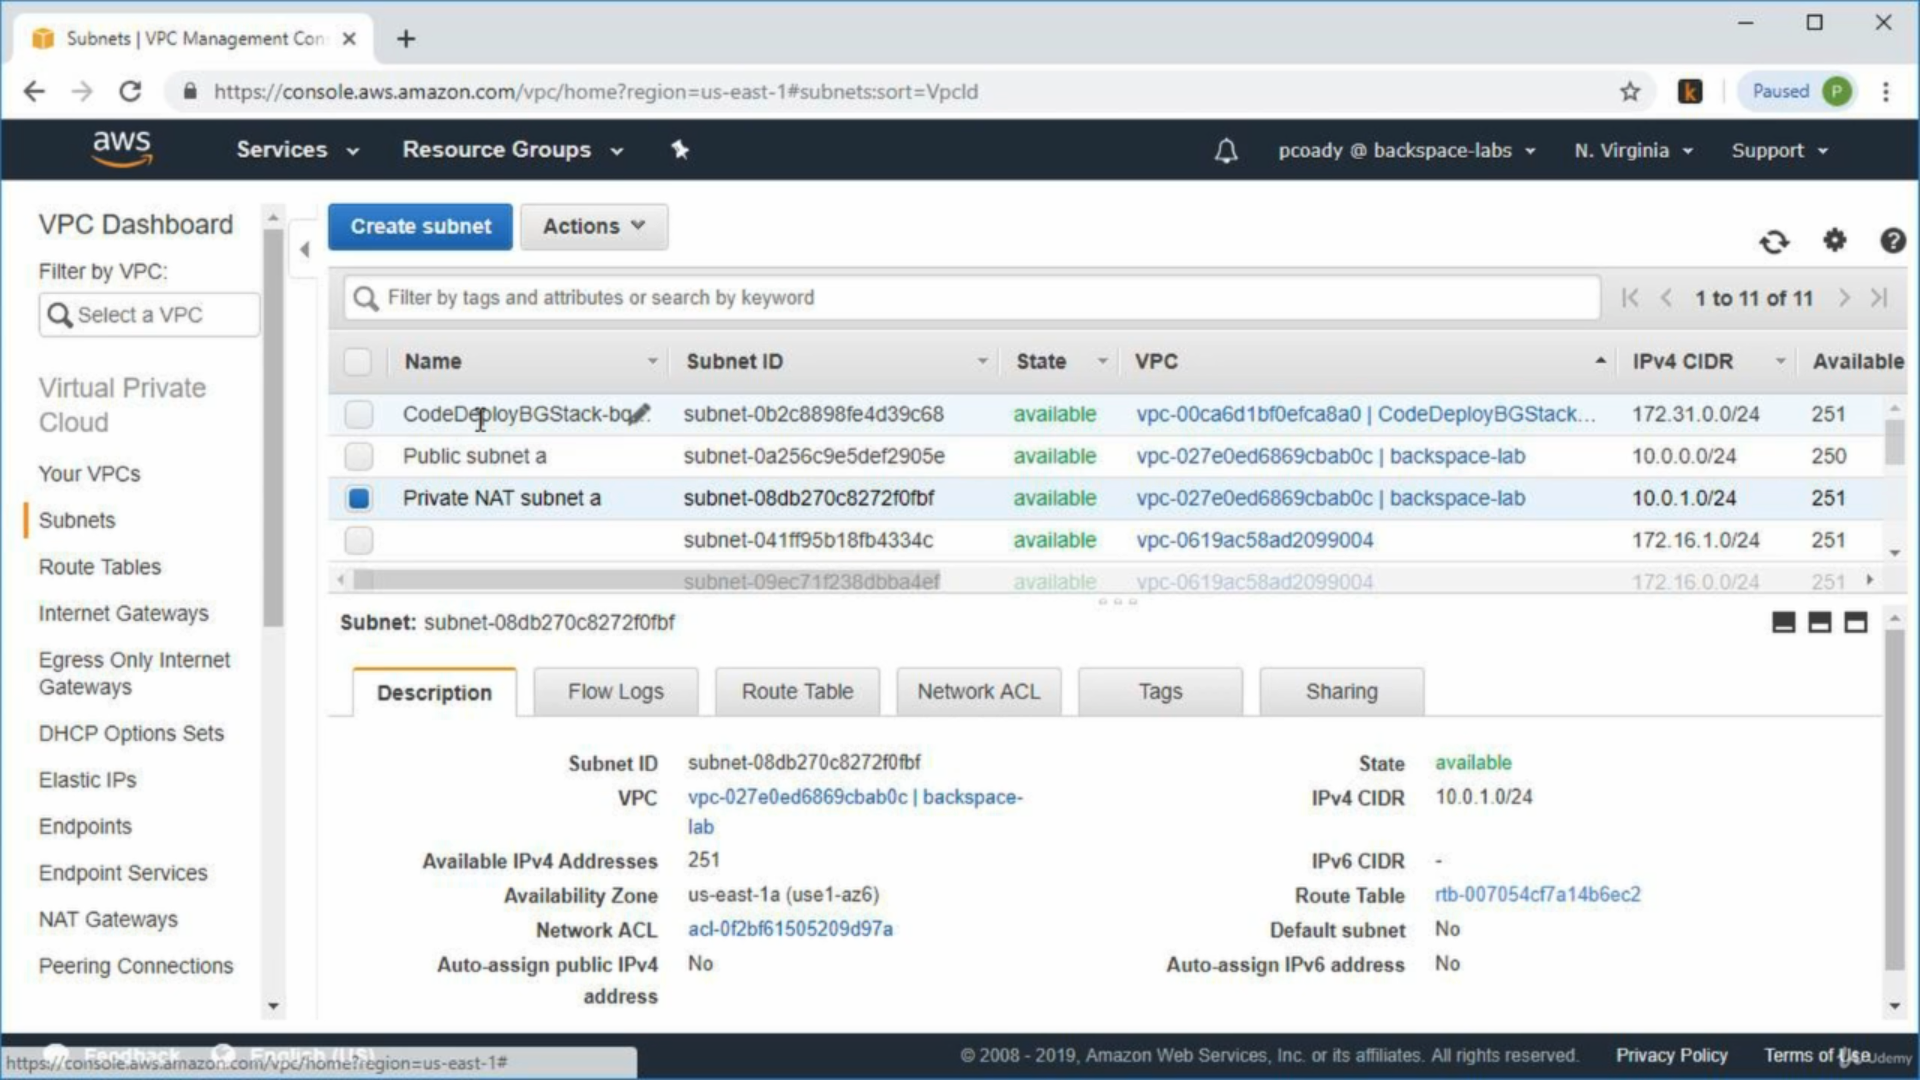 Subnets | VPC Management Con
https://console.aws.amazon.com/vpc/home?region=us-east-1#subnets:sort=VpcId
k
Paused P
aws
Services
Resource Groups
pcoady @ backspace-labs
N. Virginia
Support
VPC Dashboard
Filter by VPC:
Select a VPC
Virtual Private
Cloud
Your VPCs
Subnets
Route Tables
Internet Gateways
Egress Only Internet
Gateways
DHCP Options Sets
Elastic IPs
Endpoints
Endpoint Services
NAT Gateways
Peering Connections
Create subnet
Actions
Filter by tags and attributes or search by keyword
1 to 11 of 11
Name Subnet ID State VPC IPv4 CIDR Available
CodeDeployBGStack-bg... subnet-0b2c8898fe4d39c68 available vpc-00ca6d1bf0efca8a0 | CodeDeployBGStack... 172.31.0.0/24 251
Public subnet a subnet-0a256c9e5def2905e available vpc-027e0ed6869cbab0c | backspace-lab 10.0.0.0/24 250
Private NAT subnet a subnet-08db270c8272f0fbf available vpc-027e0ed6869cbab0c | backspace-lab 10.0.1.0/24 251
subnet-041ff95b18fb4334c available vpc-0619ac58ad2099004 172.16.1.0/24 251
subnet-09ec71f238dbba4ef available vpc-0619ac58ad2099004 172.16.0.0/24 251
Subnet: subnet-08db270c8272f0fbf
Description Flow Logs Route Table Network ACL Tags Sharing
Subnet ID subnet-08db270c8272f0fbf
State available
VPC vpc-027e0ed6869cbab0c | backspace-
lab
IPv4 CIDR 10.0.1.0/24
Available IPv4 Addresses 251
IPv6 CIDR -
Availability Zone us-east-1a (use1-az6)
Route Table rtb-007054cf7a14b6ec2
Network ACL acl-0f2bf61505209d97a
Default subnet No
Auto-assign public IPv4
address No
Auto-assign IPv6 address No
Feedback English (US)
https://console.aws.amazon.com/vpc/home?region=us-east-1#
© 2008 - 2019, Amazon Web Services, Inc. or its affiliates. All rights reserved.
Privacy Policy
Terms of Use
Udemy